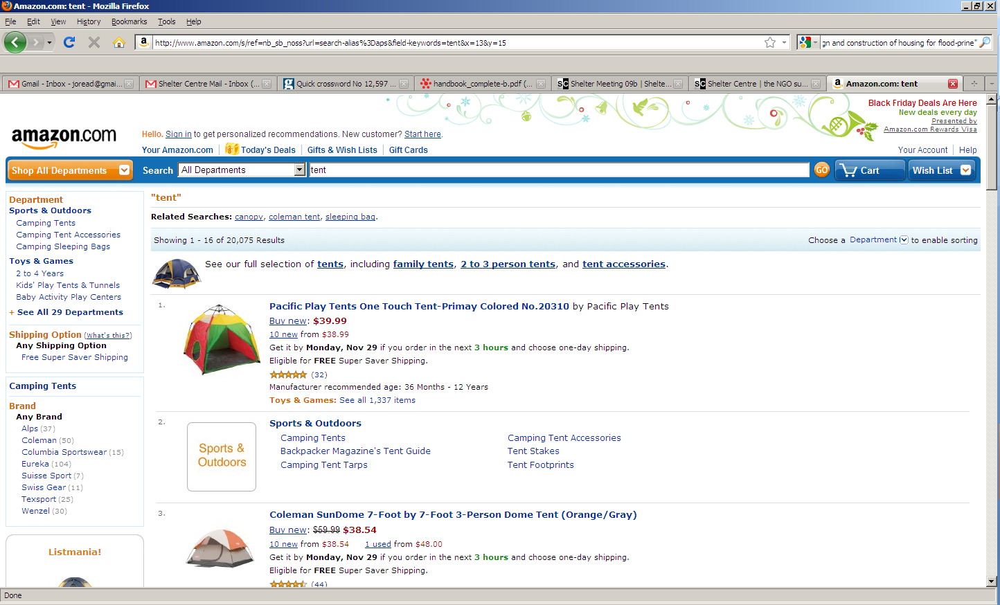 Amazon.com: tent - Mozilla Firefox
File Edit View History Bookmarks Tools Help
http://www.amazon.com/s/ref=nb_sb_noss?url=search-alias%3Daps&field-keywords=tent&x=13&y=15
gn and construction of housing for flood-prine"
Gmail - Inbox - joread@gmai...
Shelter Centre Mail - Inbox (...
Quick crossword No 12,597 ...
handbook_complete-b.pdf (...
Shelter Meeting 09b | Shelte...
Shelter Centre | the NGO su...
Amazon.com: tent
Black Friday Deals Are Here
New deals every day
Presented by
Amazon.com Rewards Visa
amazon.com
Hello. Sign in to get personalized recommendations. New customer? Start here.
Your Amazon.com Today's Deals Gifts & Wish Lists Gift Cards
Your Account Help
Shop All Departments Search All Departments tent GO Cart Wish List
Department
Sports & Outdoors
Camping Tents
Camping Tent Accessories
Camping Sleeping Bags
Toys & Games
2 to 4 Years
Kids' Play Tents & Tunnels
Baby Activity Play Centers
+ See All 29 Departments
Shipping Option (What's this?)
Any Shipping Option
Free Super Saver Shipping
Camping Tents
Brand
Any Brand
Alps (37)
Coleman (50)
Columbia Sportswear (15)
Eureka (104)
Suisse Sport (7)
Swiss Gear (11)
Texsport (25)
Wenzel (30)
Listmania!
"tent"
Related Searches: canopy, coleman tent, sleeping bag.
Showing 1 - 16 of 20,075 Results
Choose a Department to enable sorting
See our full selection of tents, including family tents, 2 to 3 person tents, and tent accessories.
1.
Pacific Play Tents One Touch Tent-Primay Colored No.20310 by Pacific Play Tents
Buy new: $39.99
10 new from $38.99
Get it by Monday, Nov 29 if you order in the next 3 hours and choose one-day shipping.
Eligible for FREE Super Saver Shipping.
(32)
Manufacturer recommended age: 36 Months - 12 Years
Toys & Games: See all 1,337 items
2.
Sports &
Outdoors
Sports & Outdoors
Camping Tents Camping Tent Accessories
Backpacker Magazine's Tent Guide Tent Stakes
Camping Tent Tarps Tent Footprints
3.
Coleman SunDome 7-Foot by 7-Foot 3-Person Dome Tent (Orange/Gray)
Buy new: $59.99 $38.54
10 new from $38.54 1 used from $48.00
Get it by Monday, Nov 29 if you order in the next 3 hours and choose one-day shipping.
Eligible for FREE Super Saver Shipping.
(44)
Done